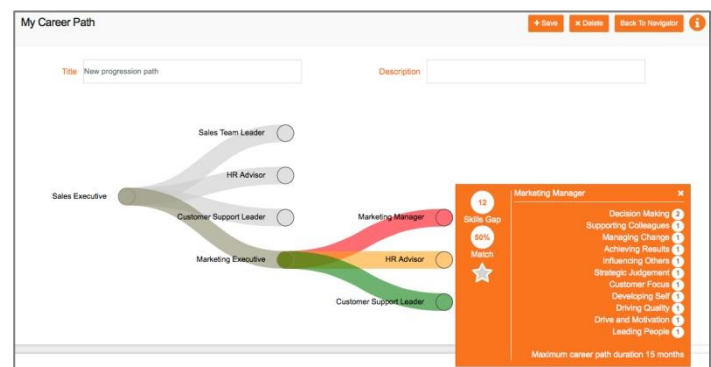 My Career Path
+ Save
× Delete
Back To Navigator
i
Title
New progression path
Description
Sales Team Leader
HR Advisor
Sales Executive
Customer Support Leader
Marketing Executive
Marketing Manager
HR Advisor
Customer Support Leader
12
Skills Gap
50%
Match
Marketing Manager ×
Decision Making 2
Supporting Colleagues 1
Managing Change 1
Achieving Results 1
Influencing Others 1
Strategic Judgement 1
Customer Focus 1
Developing Self 1
Driving Quality 1
Drive and Motivation 1
Leading People 1
Maximum career path duration 15 months